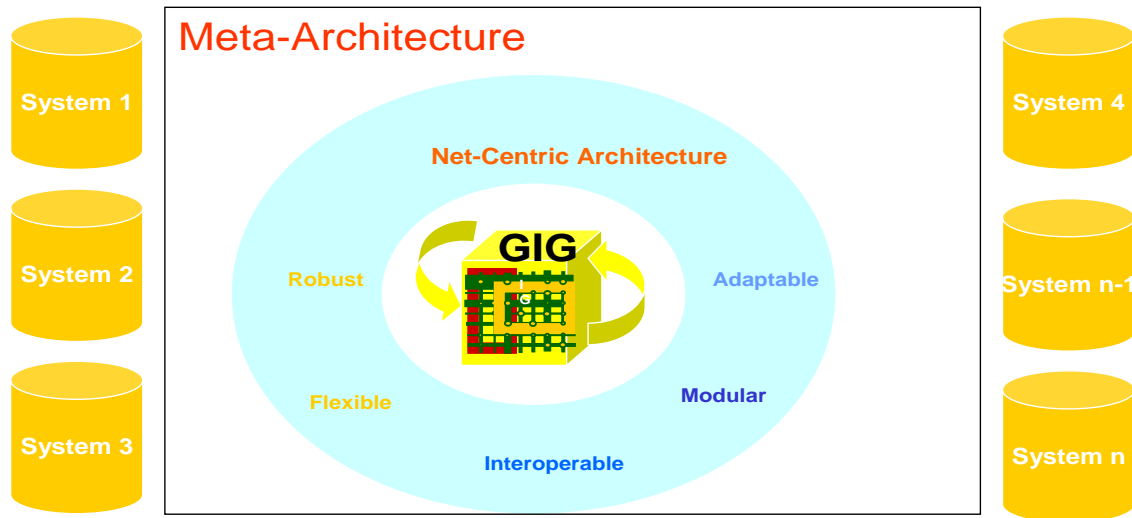 Meta-Architecture
System 1
System 4
Net-Centric Architecture
GIG
System 2
Robust
I
G
Adaptable
System n-1
Flexible
Modular
System 3
Interoperable
System n